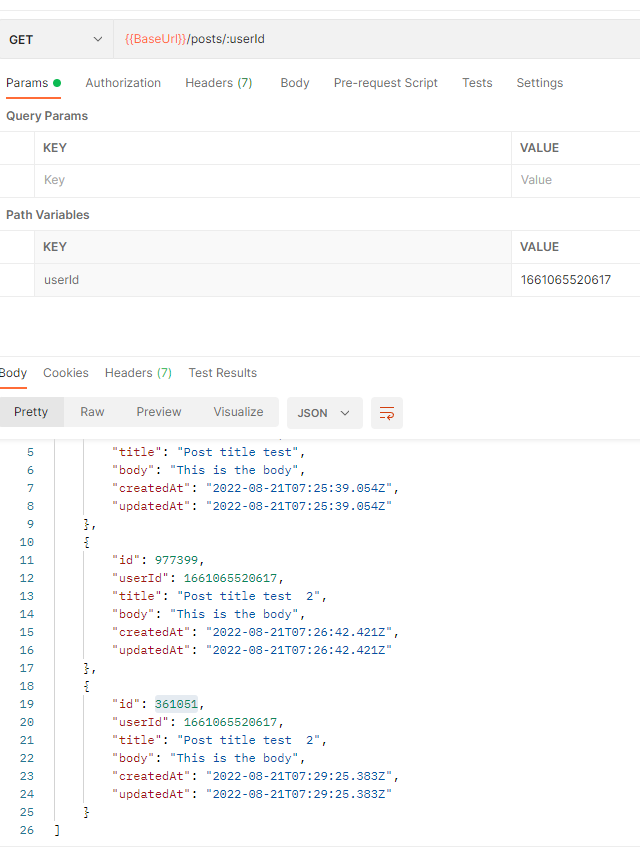 GET {{BaseUrl}}/posts/:userId
Params Authorization Headers (7) Body Pre-request Script Tests Settings
Query Params
KEY VALUE
Key Value
Path Variables
KEY VALUE
userId 1661065520617
Body Cookies Headers (7) Test Results
Pretty Raw Preview Visualize JSON
5 "title": "Post title test",
6 "body": "This is the body",
7 "createdAt": "2022-08-21T07:25:39.054Z",
8 "updatedAt": "2022-08-21T07:25:39.054Z"
9 },
10 {
11 "id": 977399,
12 "userId": 1661065520617,
13 "title": "Post title test  2",
14 "body": "This is the body",
15 "createdAt": "2022-08-21T07:26:42.421Z",
16 "updatedAt": "2022-08-21T07:26:42.421Z"
17 },
18 {
19 "id": 361051,
20 "userId": 1661065520617,
21 "title": "Post title test  2",
22 "body": "This is the body",
23 "createdAt": "2022-08-21T07:29:25.383Z",
24 "updatedAt": "2022-08-21T07:29:25.383Z"
25 }
26 ]